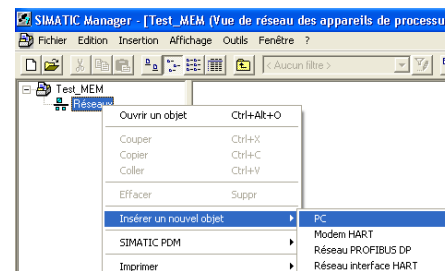 SIMATIC Manager - [Test_MEM (Vue de réseau des appareils de processu
Fichier Edition Insertion Affichage Outils Fenêtre ?
< Aucun filtre >
Test_MEM
Réseaux
Ouvrir un objet Ctrl+Alt+O
Couper Ctrl+X
Copier Ctrl+C
Coller Ctrl+V
Effacer Suppr
Insérer un nouvel objet
PC
Modem HART
SIMATIC PDM
Réseau PROFIBUS DP
Imprimer
Réseau interface HART